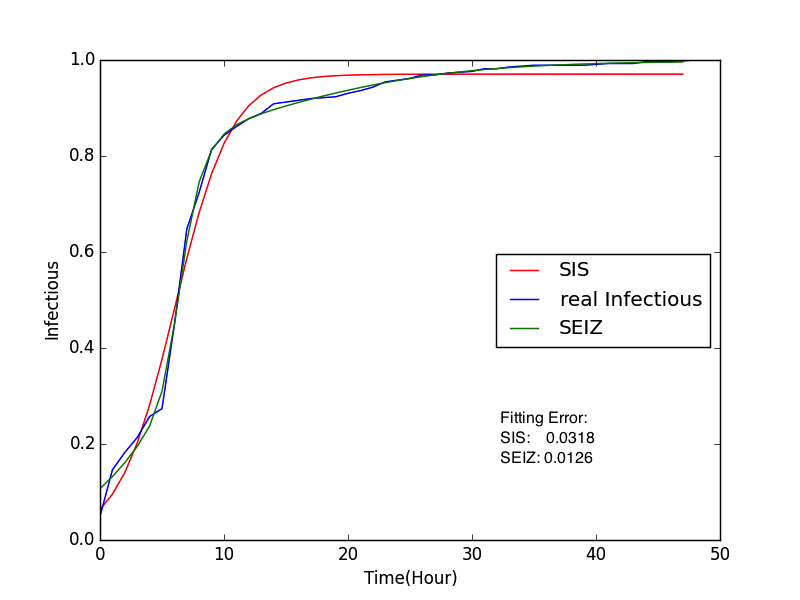 1.0
0.8
0.6
0.4
0.2
0.0
Infectious
SIS
real Infectious
SEIZ
Fitting Error:
SIS: 0.0318
SEIZ: 0.0126
0 10 20 30 40 50
Time(Hour)